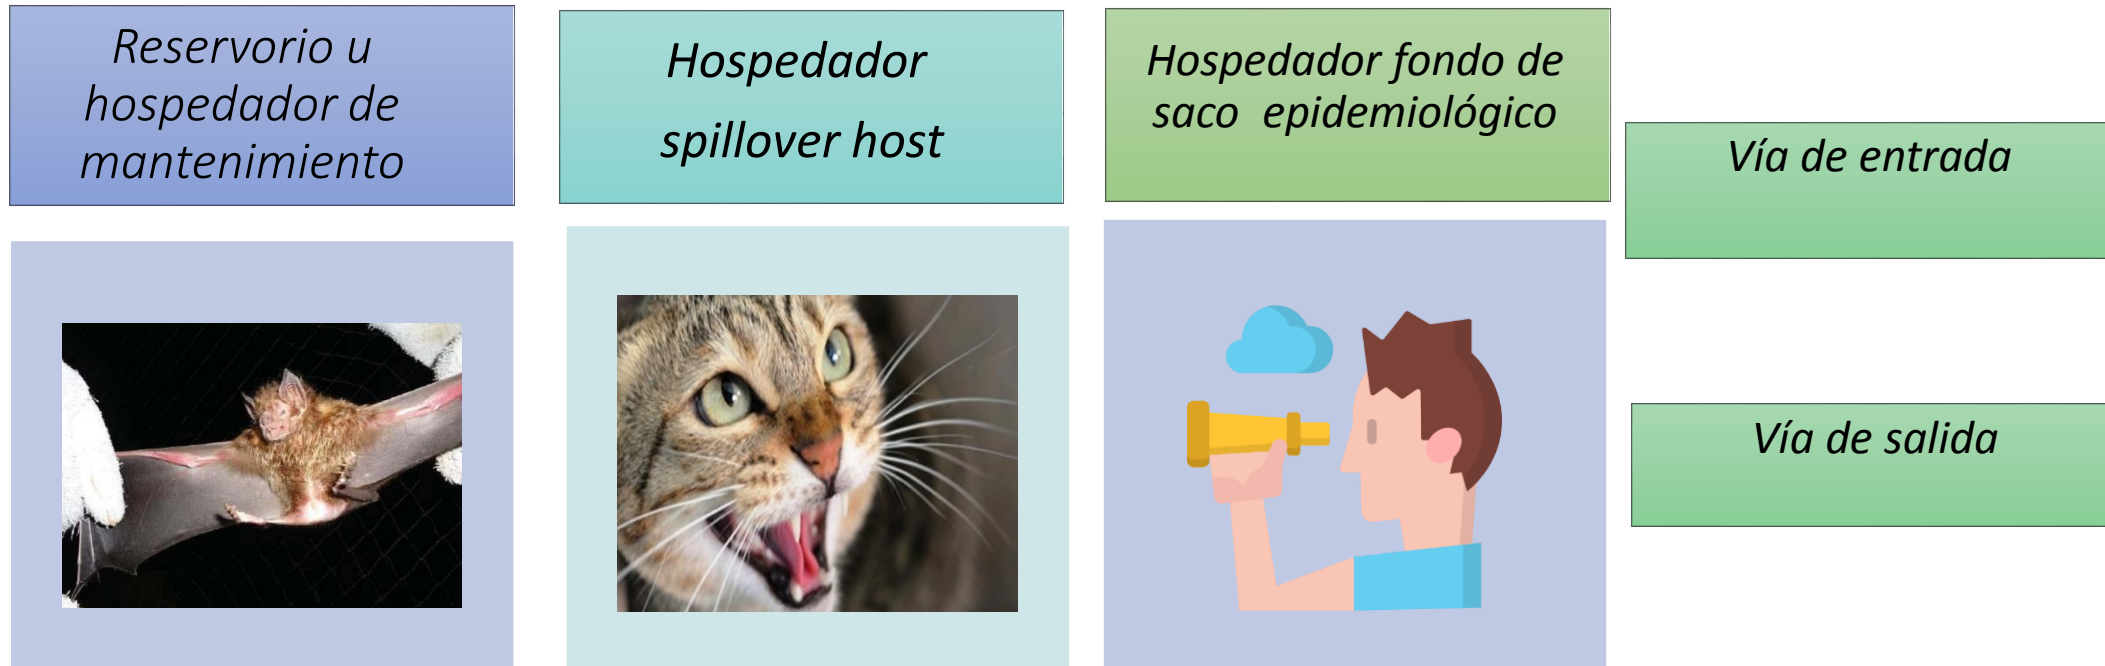 Reservorio u
hospedador de
mantenimiento
Hospedador
spillover host
Hospedador fondo de
saco epidemiológico
Vía de entrada
Vía de salida